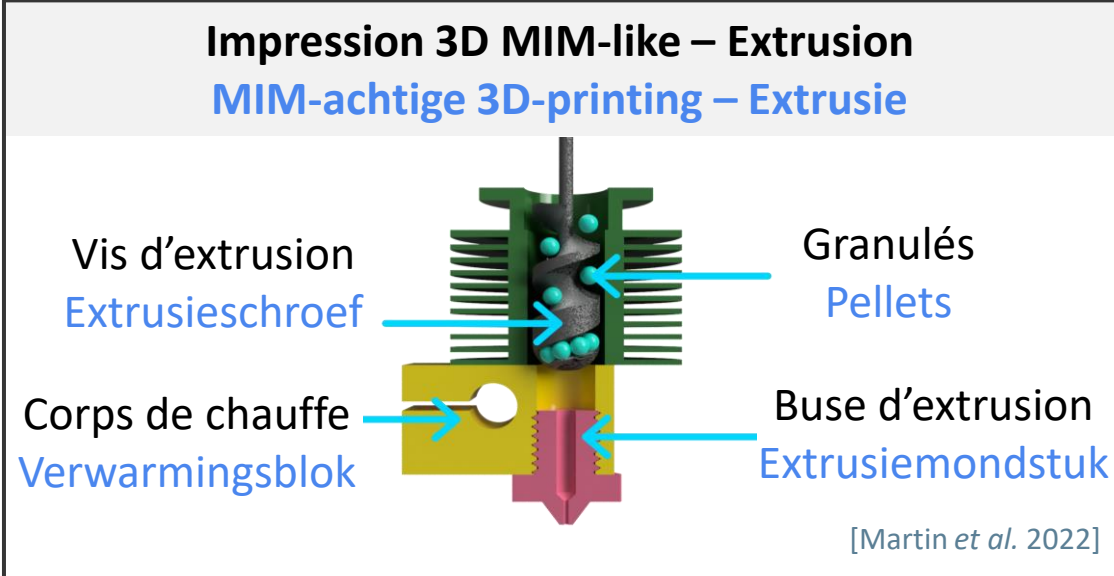 Impression 3D MIM-like – Extrusion
MIM-achtige 3D-printing – Extrusie
Vis d’extrusion
Extrusieschroef
Granulés
Pellets
Corps de chauffe
Verwarmingsblok
Buse d’extrusion
Extrusiemondstuk
[Martin et al. 2022]